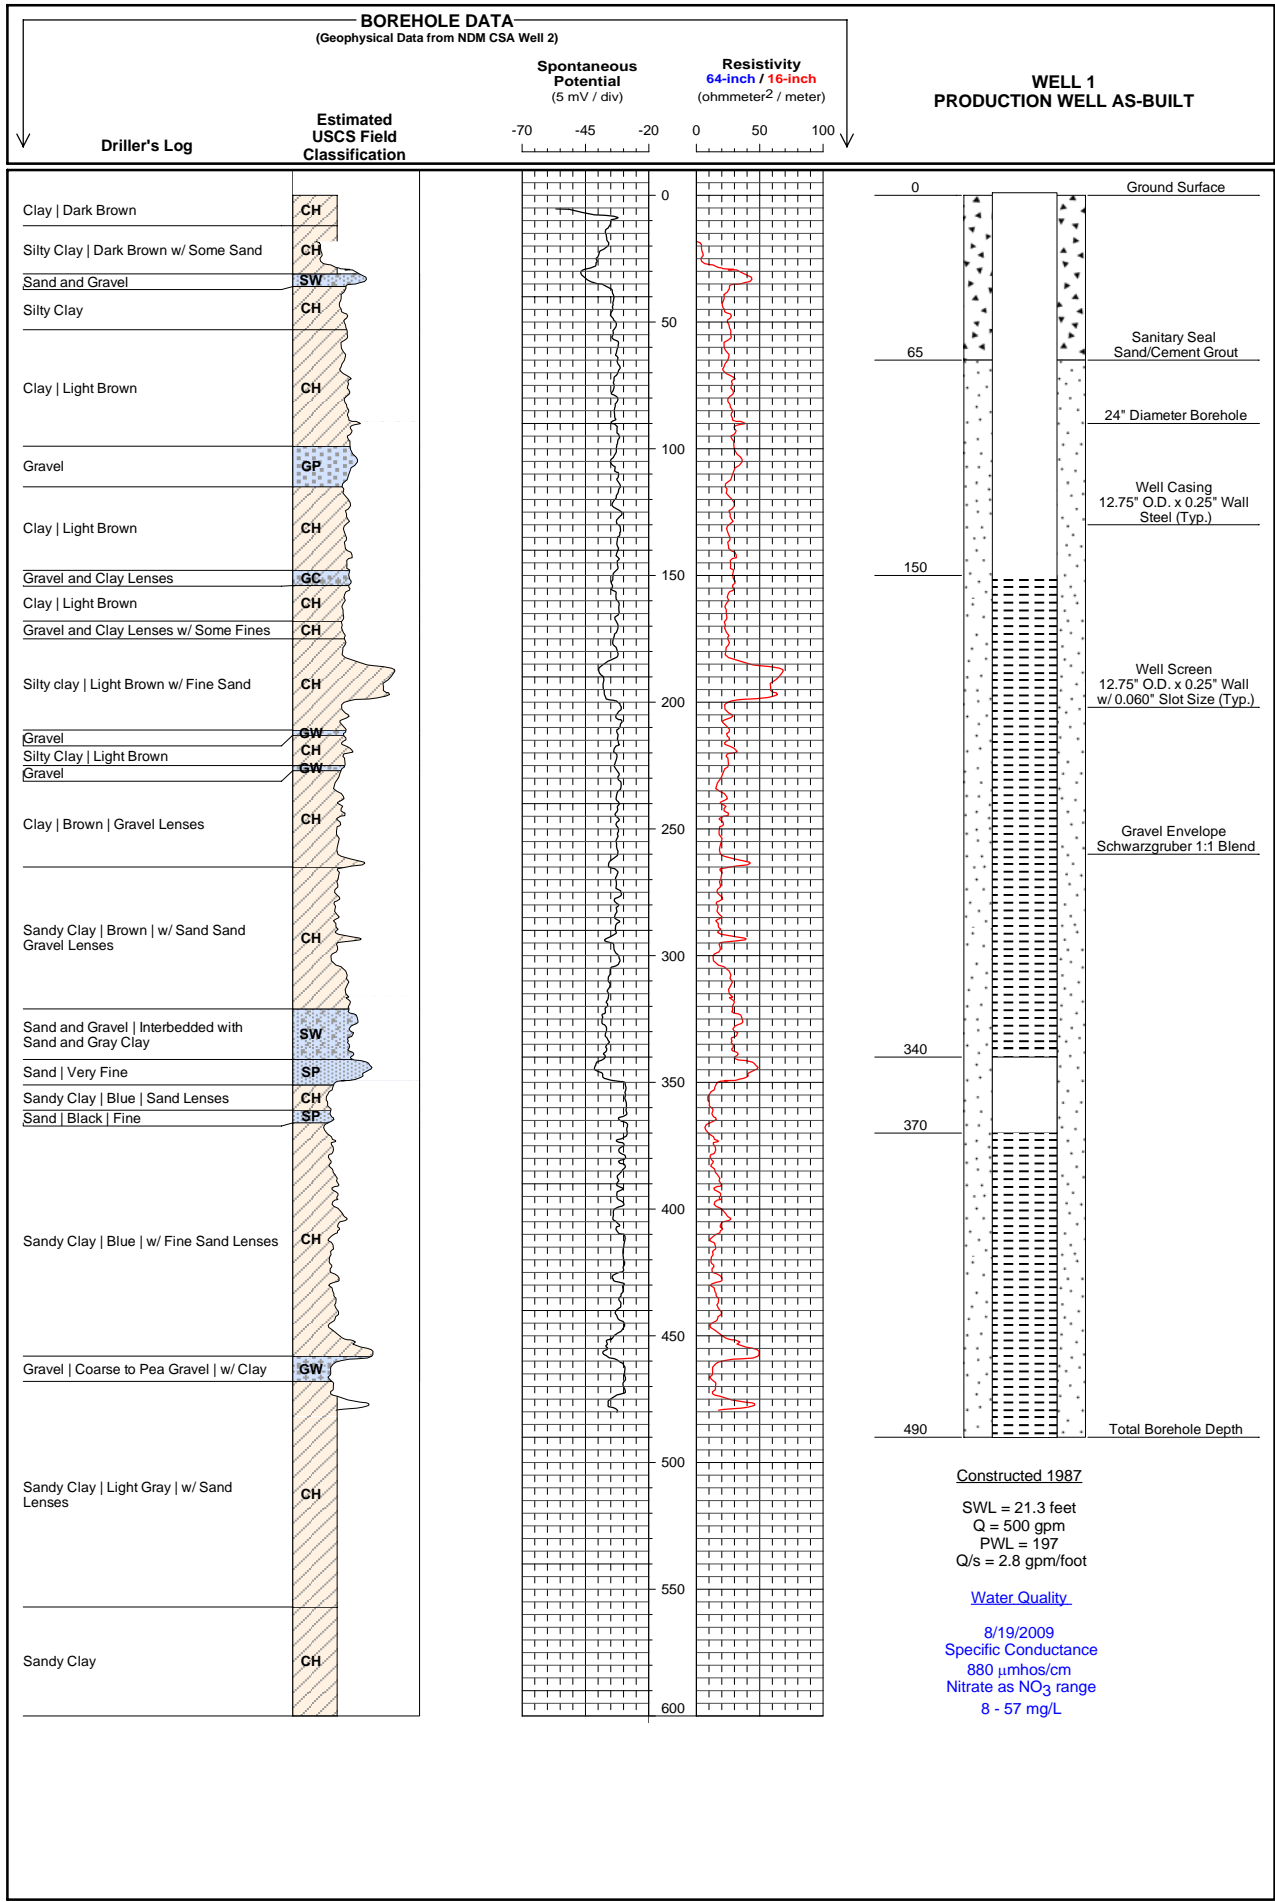 BOREHOLE DATA
(Geophysical Data from NDM CSA Well 2)
Driller's Log
Estimated
USCS Field
Classification
Spontaneous
Potential
(5 mV / div)
-70 -45 -20
Resistivity
64-inch / 16-inch
(ohmmeter2 / meter)
0 50 100
WELL 1
PRODUCTION WELL AS-BUILT
Clay | Dark Brown
CH
Silty Clay | Dark Brown w/ Some Sand
CH
Sand and Gravel
SW
Silty Clay
CH
Clay | Light Brown
CH
Gravel
GP
Clay | Light Brown
CH
Gravel and Clay Lenses
GC
Clay | Light Brown
CH
Gravel and Clay Lenses w/ Some Fines
CH
Silty clay | Light Brown w/ Fine Sand
CH
Gravel
GW
Silty Clay | Light Brown
CH
Gravel
GW
Clay | Brown | Gravel Lenses
CH
Sandy Clay | Brown | w/ Sand Sand
Gravel Lenses
CH
Sand and Gravel | Interbedded with
Sand and Gray Clay
SW
Sand | Very Fine
SP
Sandy Clay | Blue | Sand Lenses
CH
Sand | Black | Fine
SP
Sandy Clay | Blue | w/ Fine Sand Lenses
CH
Gravel | Coarse to Pea Gravel | w/ Clay
GW
Sandy Clay | Light Gray | w/ Sand
Lenses
CH
Sandy Clay
CH
0
50
100
150
200
250
300
350
400
450
500
550
600
0
Ground Surface
Sanitary Seal
Sand/Cement Grout
65
24" Diameter Borehole
Well Casing
12.75" O.D. x 0.25" Wall
Steel (Typ.)
150
Well Screen
12.75" O.D. x 0.25" Wall
w/ 0.060" Slot Size (Typ.)
Gravel Envelope
Schwarzgruber 1:1 Blend
340
370
490
Total Borehole Depth
Constructed 1987
SWL = 21.3 feet
Q = 500 gpm
PWL = 197
Q/s = 2.8 gpm/foot
Water Quality
8/19/2009
Specific Conductance
880 µmhos/cm
Nitrate as NO3 range
8 - 57 mg/L